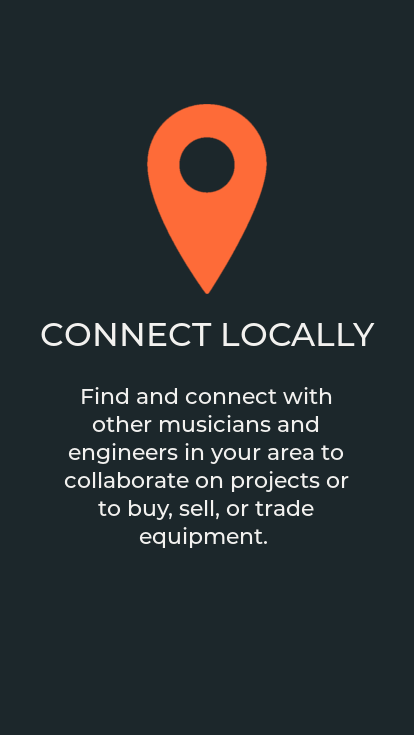 CONNECT LOCALLY
Find and connect with
other musicians and
engineers in your area to
collaborate on projects or
to buy, sell, or trade
equipment.